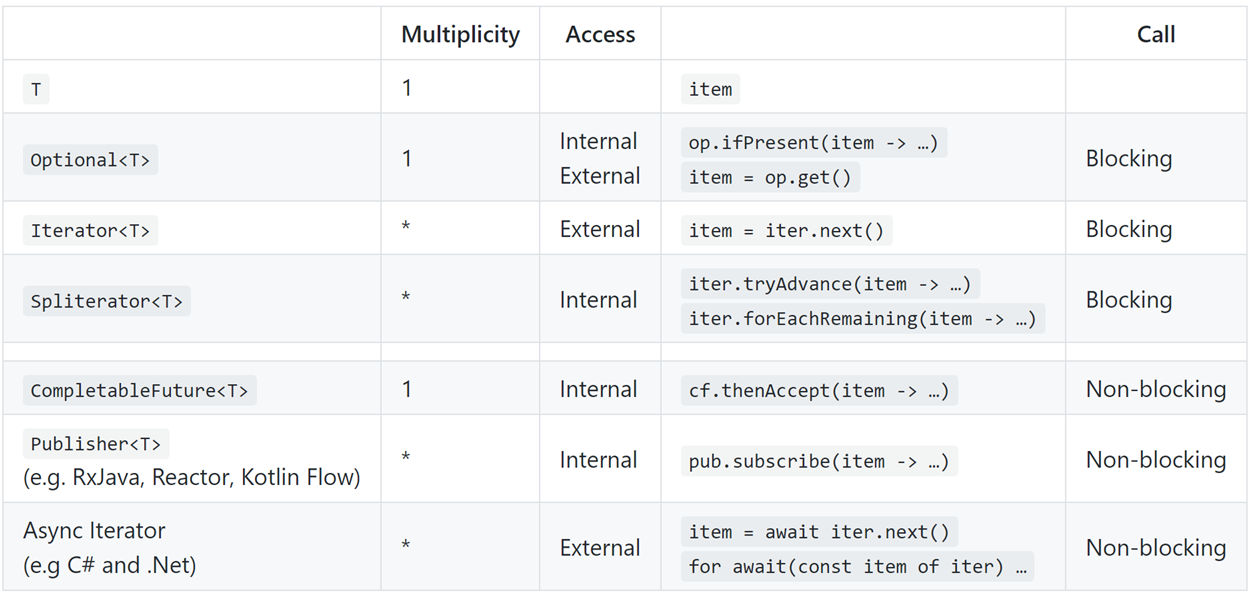 Multiplicity Access Call
T 1 item
Optional<T> 1 Internal External op.ifPresent(item -> …) item = op.get() Blocking
Iterator<T> * External item = iter.next() Blocking
Spliterator<T> * Internal iter.tryAdvance(item -> …) iter.forEachRemaining(item -> …) Blocking
CompletableFuture<T> 1 Internal cf.thenAccept(item -> …) Non-blocking
Publisher<T>
(e.g. RxJava, Reactor, Kotlin Flow) * Internal pub.subscribe(item -> …) Non-blocking
Async Iterator
(e.g C# and .Net) * External item = await iter.next() for await(const item of iter) … Non-blocking